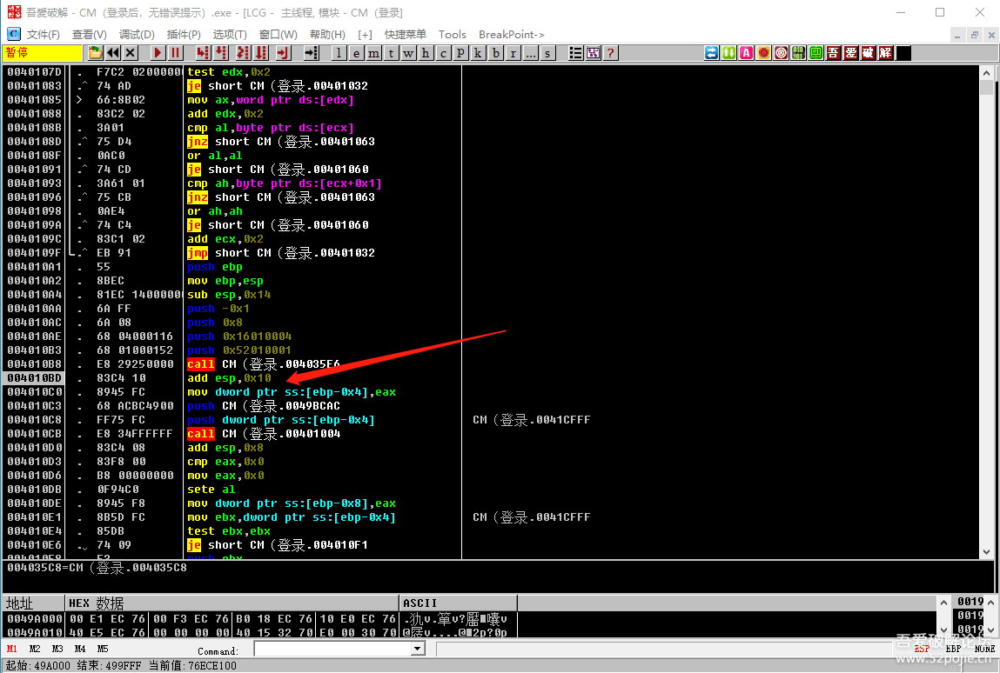 吾爱破解 - CM（登录后，无错误提示）.exe - [LCG -  主线程, 模块 - CM（登录]
文件(F) 查看(V) 调试(D) 插件(P) 选项(T) 窗口(W) 帮助(H) [+] 快捷菜单 Tools BreakPoint->
暂停 l e m t w h c p k b r ... s ? 吾 爱 破 解
0040107D . F7C2 0200000 test edx,0x2
00401083 .^ 74 AD je short CM（登录.00401032
00401085 > 66:8B02 mov ax,word ptr ds:[edx]
00401088 . 83C2 02 add edx,0x2
0040108B . 3A01 cmp al,byte ptr ds:[ecx]
0040108D .^ 75 D4 jnz short CM（登录.00401063
0040108F . 0AC0 or al,al
00401091 .^ 74 CD je short CM（登录.00401060
00401093 . 3A61 01 cmp ah,byte ptr ds:[ecx+0x1]
00401096 .^ 75 CB jnz short CM（登录.00401063
00401098 . 0AE4 or ah,ah
0040109A .^ 74 C4 je short CM（登录.00401060
0040109C . 83C1 02 add ecx,0x2
0040109F .^ EB 91 jmp short CM（登录.00401032
004010A1 . 55 push ebp
004010A2 . 8BEC mov ebp,esp
004010A4 . 81EC 1400000 sub esp,0x14
004010AA . 6A FF push -0x1
004010AC . 6A 08 push 0x8
004010AE . 68 04000116 push 0x16010004
004010B3 . 68 01000152 push 0x52010001
004010B8 . E8 29250000 call CM（登录.004035E6
004010BD . 83C4 10 add esp,0x10
004010C0 . 8945 FC mov dword ptr ss:[ebp-0x4],eax
004010C3 . 68 ACBC4900 push CM（登录.0049BCAC
004010C8 . FF75 FC push dword ptr ss:[ebp-0x4] CM（登录.0041CFFF
004010CB . E8 34FFFFFF call CM（登录.00401004
004010D0 . 83C4 08 add esp,0x8
004010D3 . 83F8 00 cmp eax,0x0
004010D6 . B8 00000000 mov eax,0x0
004010DB . 0F94C0 sete al
004010DE . 8945 F8 mov dword ptr ss:[ebp-0x8],eax
004010E1 . 8B5D FC mov ebx,dword ptr ss:[ebp-0x4] CM（登录.0041CFFF
004010E4 . 85DB test ebx,ebx
004010E6 .v 74 09 je short CM（登录.004010F1
004010E8 . 53 push ebx
004035C8=CM（登录.004035C8
地址 HEX 数据 ASCII 0019
0049A000 00 E1 EC 76 00 F3 EC 76 B0 18 EC 76 10 E0 EC 76 0019
0049A010 40 E5 EC 76 00 00 00 00 40 15 32 70 E0 00 30 70 0019
吾爱破解论坛
M1 M2 M3 M4 M5 Command: ESP EBP NONE
www.52pojie.cn
起始:49A000 结束:499FFF 当前值:76ECE100